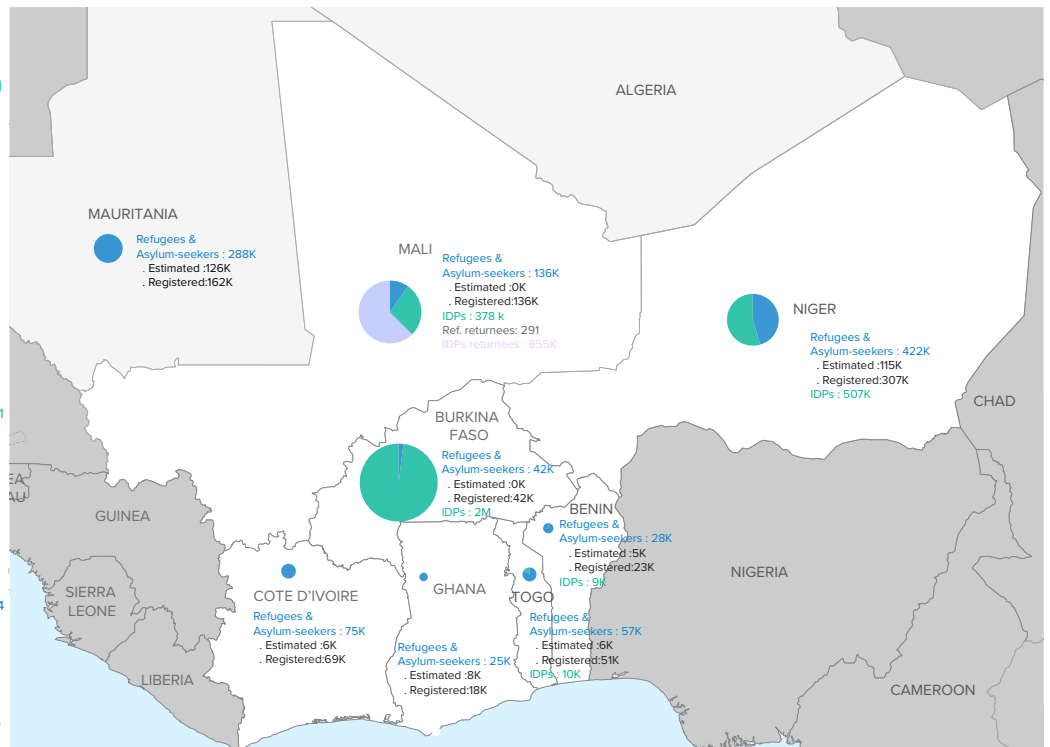 ALGERIA
MAURITANIA
Refugees &
Asylum-seekers : 288K
. Estimated :126K
. Registered:162K
MALI
Refugees &
Asylum-seekers : 136K
. Estimated :0K
. Registered:136K
IDPs : 378 k
Ref. returnees: 291
IDPs returnees : 855K
NIGER
Refugees &
Asylum-seekers : 422K
. Estimated :115K
. Registered:307K
IDPs : 507K
CHAD
BURKINA
FASO
Refugees &
Asylum-seekers : 42K
. Estimated :0K
. Registered:42K
IDPs : 2M
GUINEA
BENIN
Refugees &
Asylum-seekers : 28K
. Estimated :5K
. Registered:23K
IDPs : 9K
NIGERIA
SIERRA
LEONE
COTE D'IVOIRE
Refugees &
Asylum-seekers : 75K
. Estimated :6K
. Registered:69K
GHANA
Refugees &
Asylum-seekers : 25K
. Estimated :8K
. Registered:18K
TOGO
Refugees &
Asylum-seekers : 57K
. Estimated :6K
. Registered:51K
IDPs : 10K
LIBERIA
CAMEROON